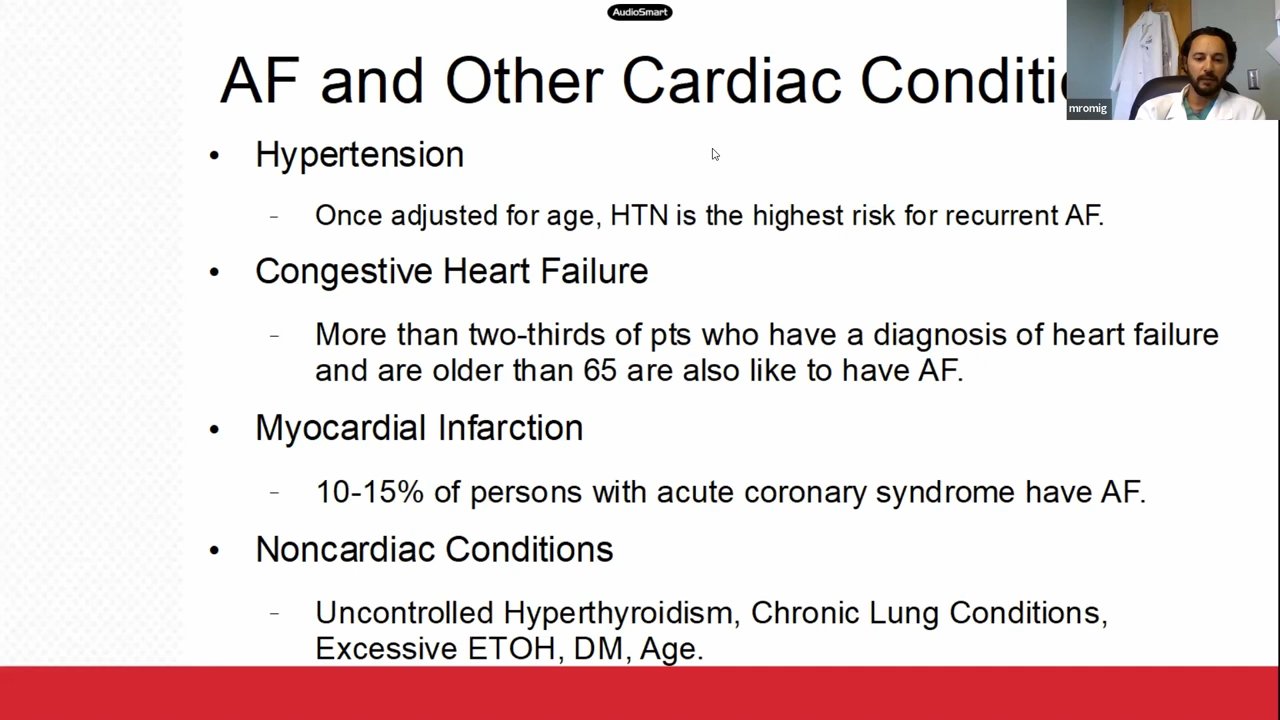 AudioSmart
AF and Other Cardiac Conditi
mromig
• Hypertension
- Once adjusted for age, HTN is the highest risk for recurrent AF.
• Congestive Heart Failure
- More than two-thirds of pts who have a diagnosis of heart failure
and are older than 65 are also like to have AF.
• Myocardial Infarction
- 10-15% of persons with acute coronary syndrome have AF.
• Noncardiac Conditions
- Uncontrolled Hyperthyroidism, Chronic Lung Conditions,
Excessive ETOH, DM, Age.